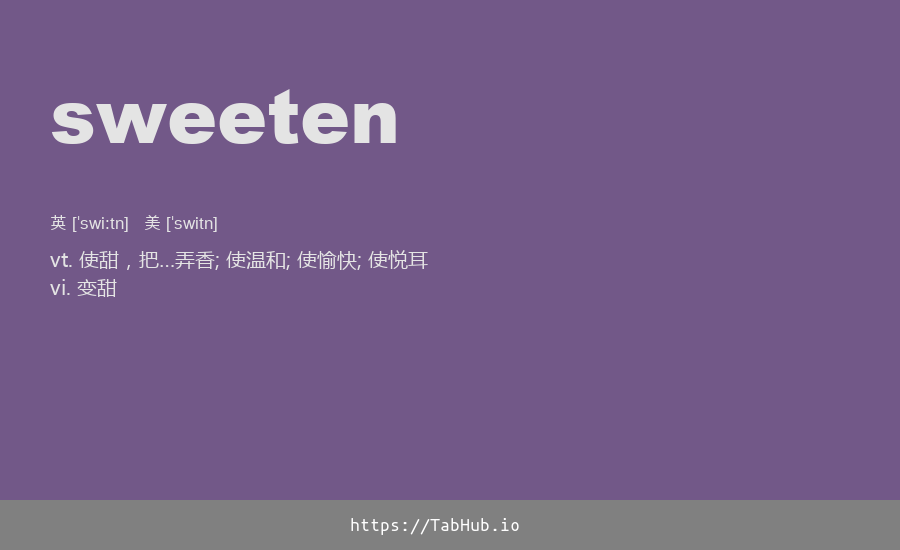 sweeten
英 ['swi:tn] 美 ['switn]
vt. 使甜，把...弄香; 使温和; 使愉快; 使悦耳
vi. 变甜
https://TabHub.io